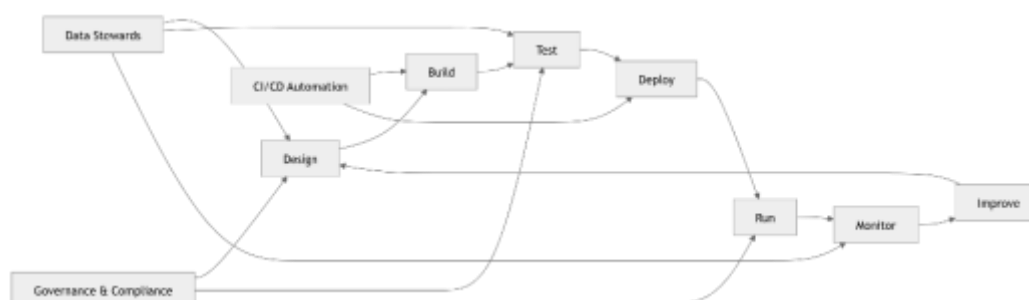 Data Stewards
Test
Build
Deploy
CI/CD Automation
Design
Improve
Run
Monitor
Governance & Compliance